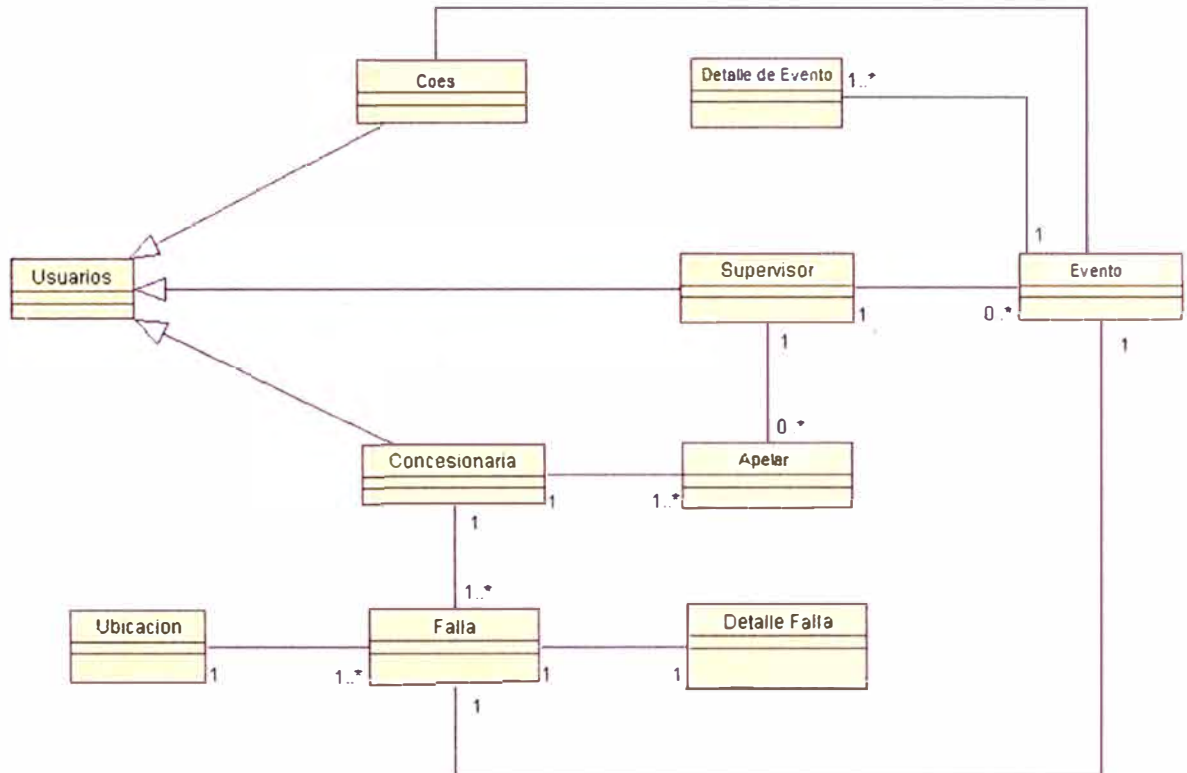 Coes
Detalle de Evento
1..*
1
Usuarios
Supervisor
Evento
1
0..*
1
1
0..*
Concesionaria
Apelar
1
1..*
1
1..*
Ubicacion
Falla
Detalle Falla
1
1..*
1
1
1